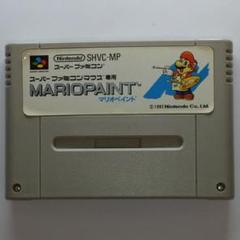 Nintendo SHVC-MP
スーパーファミコン
スーパーファミコンマウス専用
MARIOPAINT™
マリオペイント
© 1992 Nintendo Co., Ltd.